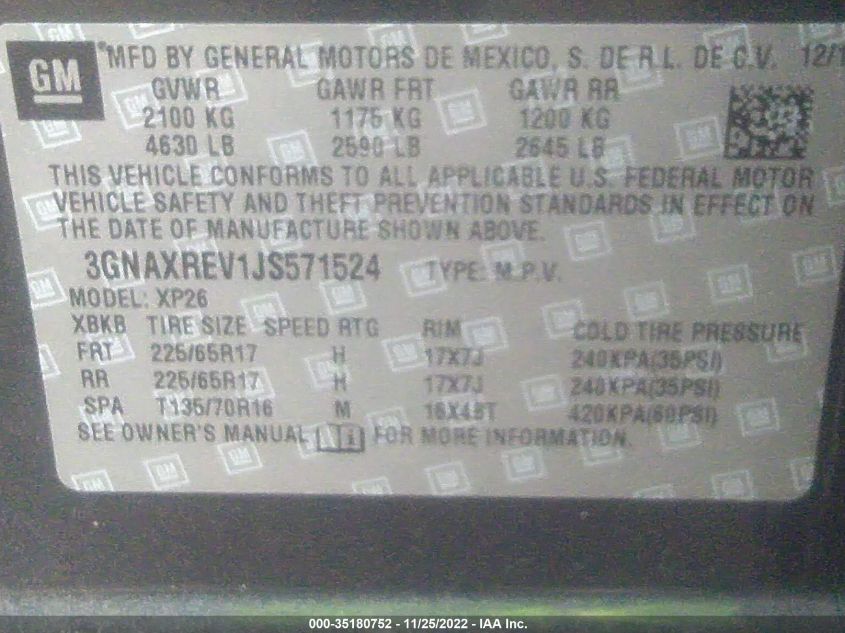 GM
MFD BY GENERAL MOTORS DE MEXICO, S. DE R.L. DE C.V. 12/1
GVWR GAWR FRT GAWR RR
2100 KG 1175 KG 1200 KG
4630 LB 2590 LB 2645 LB
THIS VEHICLE CONFORMS TO ALL APPLICABLE U.S. FEDERAL MOTOR
VEHICLE SAFETY AND THEFT PREVENTION STANDARDS IN EFFECT ON
THE DATE OF MANUFACTURE SHOWN ABOVE.
3GNAXREV1JS571524 TYPE: M.P.V.
MODEL: XP26
XBKB TIRE SIZE SPEED RTG RIM COLD TIRE PRESSURE
FRT 225/65R17 H 17X7J 240KPA(35PSI)
RR 225/65R17 H 17X7J 240KPA(35PSI)
SPA T135/70R16 M 16X4BT 420KPA(60PSI)
SEE OWNER'S MANUAL i FOR MORE INFORMATION.
000-35180752 - 11/25/2022 - IAA Inc.